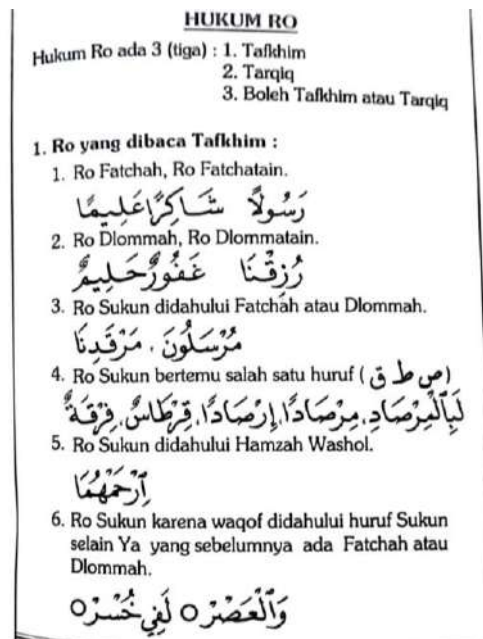 HUKUM RO
Hukum Ro ada 3 (tiga) : 1. Tafkhim
2. Tarqiq
3. Boleh Tafkhim atau Tarqiq
1. Ro yang dibaca Tafkhim :
1. Ro Fatchah, Ro Fatchatain.
رَسُولًا شَاكِرًا عَلِيمًا
2. Ro Dlommah, Ro Dlommatain.
رُزِقْنَا غَفُورٌ حَلِيمٌ
3. Ro Sukun didahului Fatchah atau Dlommah.
مُرْسَلُونَ . مَرْقَدِنَا
4. Ro Sukun bertemu salah satu huruf ( ص ط ق )
لَبِالْمِرْصَادِ. مِرْصَادًا. إِرْصَادًا. قِرْطَاسٌ. فِرْقَةٌ
5. Ro Sukun didahului Hamzah Washol.
اِرْحَمْهُمَا
6. Ro Sukun karena waqof didahului huruf Sukun
selain Ya yang sebelumnya ada Fatchah atau
Dlommah.
وَالْعَصْرْ ○ لَفِي خُسْرْ ○